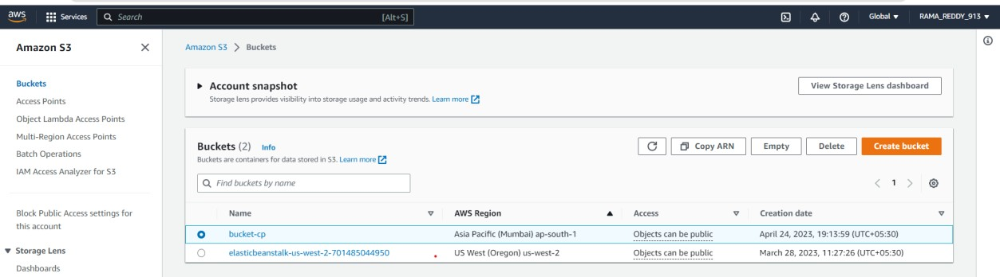 aws Services Search [Alt+S] Global ▼ RAMA_REDDY_913 ▼
Amazon S3
Buckets
Access Points
Object Lambda Access Points
Multi-Region Access Points
Batch Operations
IAM Access Analyzer for S3
Block Public Access settings for
this account
▼ Storage Lens
Dashboards
Amazon S3 > Buckets
▶ Account snapshot
Storage lens provides visibility into storage usage and activity trends. Learn more
View Storage Lens dashboard
Buckets (2) Info
Buckets are containers for data stored in S3. Learn more
Copy ARN Empty Delete Create bucket
Find buckets by name
< 1 >
Name AWS Region Access Creation date
bucket-cp Asia Pacific (Mumbai) ap-south-1 Objects can be public April 24, 2023, 19:13:59 (UTC+05:30)
elasticbeanstalk-us-west-2-701485044950 US West (Oregon) us-west-2 Objects can be public March 28, 2023, 11:27:26 (UTC+05:30)